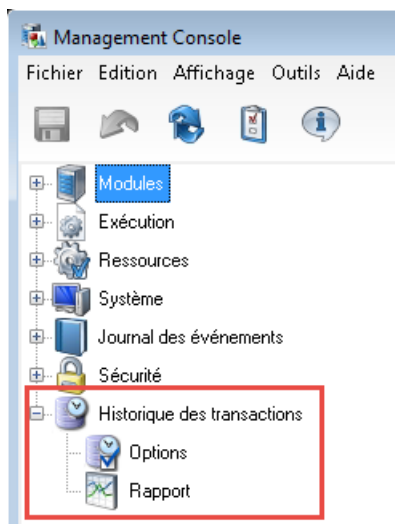 Management Console
Fichier Edition Affichage Outils Aide
Modules
Exécution
Ressources
Système
Journal des événements
Sécurité
Historique des transactions
Options
Rapport